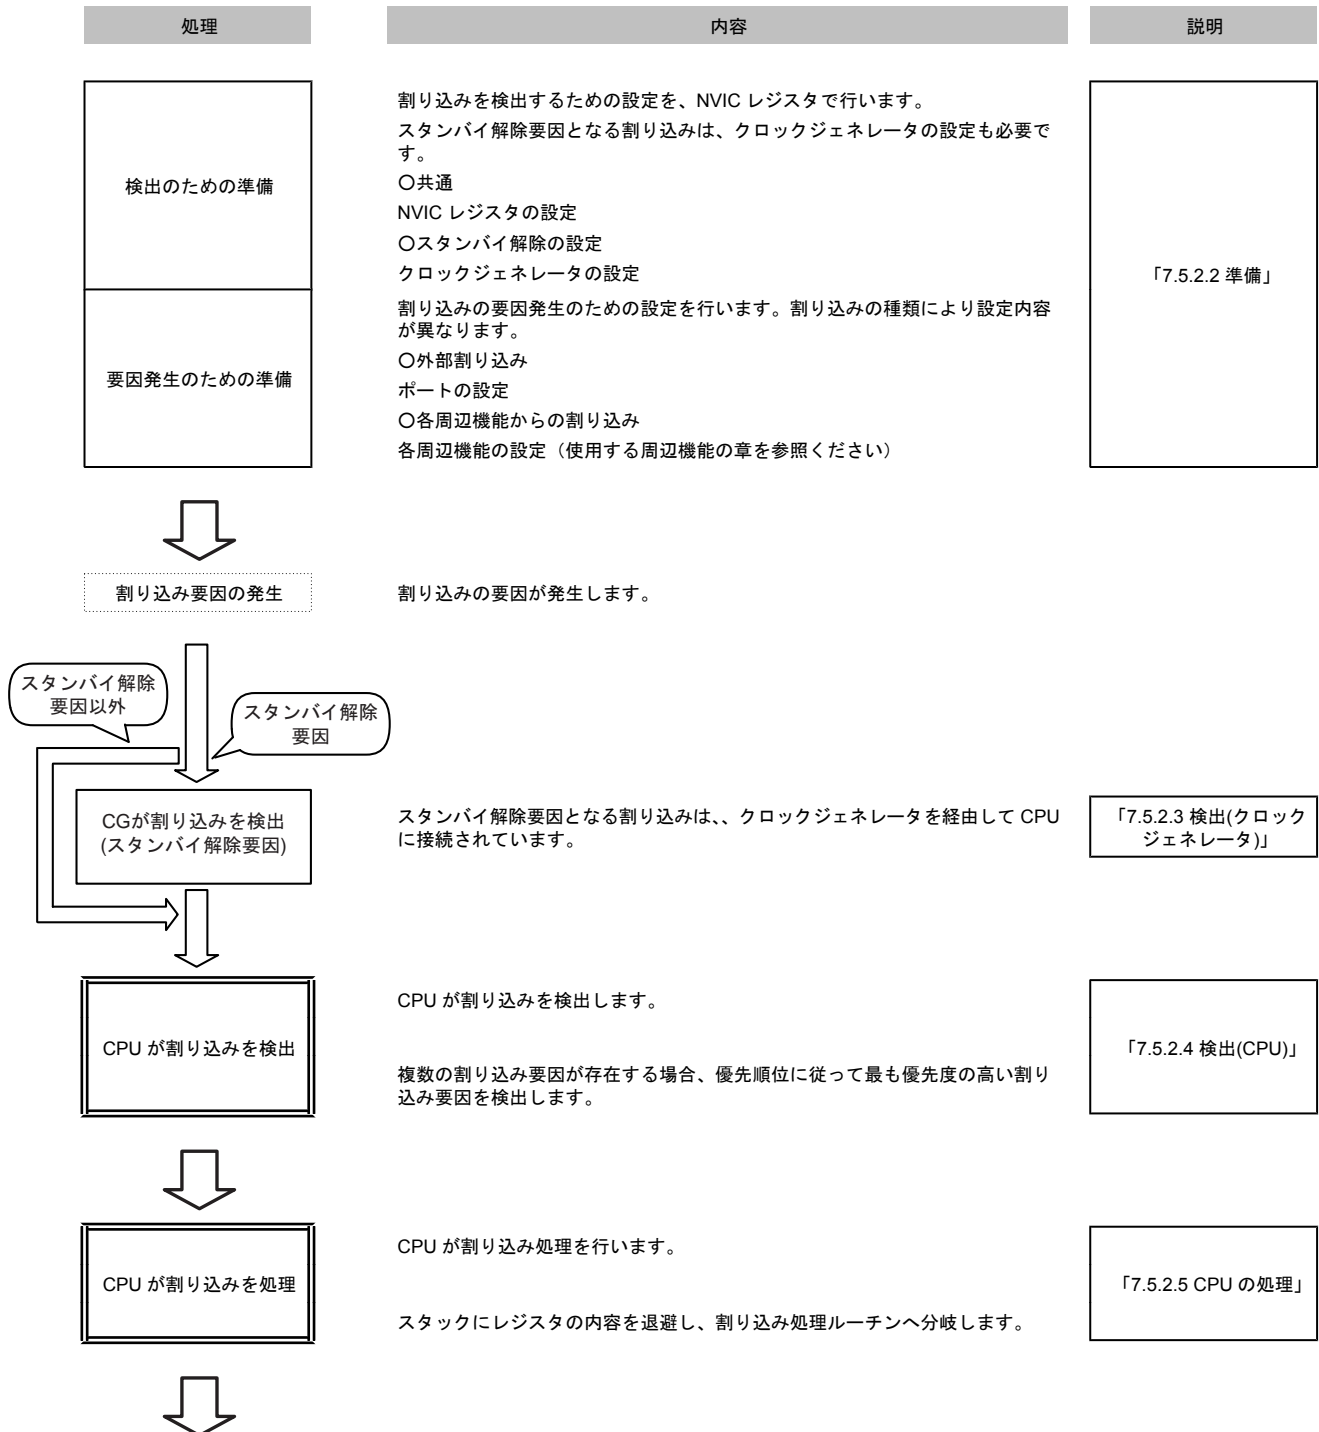 処理
内容
説明
検出のための準備
割り込みを検出するための設定を、NVIC レジスタで行います。
スタンバイ解除要因となる割り込みは、クロックジェネレータの設定も必要で
す。
〇共通
NVIC レジスタの設定
〇スタンバイ解除の設定
クロックジェネレータの設定
「7.5.2.2 準備」
要因発生のための準備
割り込みの要因発生のための設定を行います。割り込みの種類により設定内容
が異なります。
〇外部割り込み
ポートの設定
〇各周辺機能からの割り込み
各周辺機能の設定（使用する周辺機能の章を参照ください）
割り込み要因の発生
割り込みの要因が発生します。
スタンバイ解除
要因以外
スタンバイ解除
要因
CGが割り込みを検出
(スタンバイ解除要因)
スタンバイ解除要因となる割り込みは、、クロックジェネレータを経由して CPU
に接続されています。
「7.5.2.3 検出(クロック
ジェネレータ)」
CPU が割り込みを検出
CPU が割り込みを検出します。
複数の割り込み要因が存在する場合、優先順位に従って最も優先度の高い割り
込み要因を検出します。
「7.5.2.4 検出(CPU)」
CPU が割り込みを処理
CPU が割り込み処理を行います。
スタックにレジスタの内容を退避し、割り込み処理ルーチンへ分岐します。
「7.5.2.5 CPU の処理」